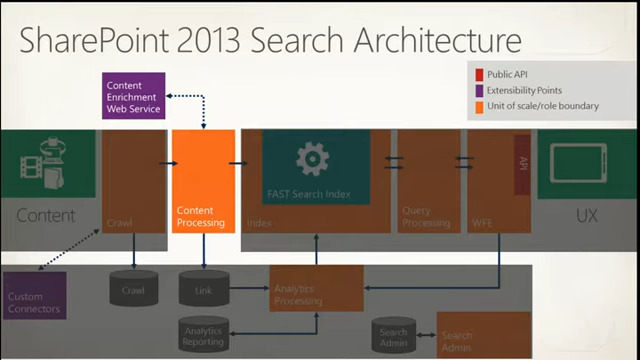 SharePoint 2013 Search Architecture
Content
Enrichment
Web Service
Public API
Extensibility Points
Unit of scale/role boundary
Content
Crawl
Content
Processing
FAST Search Index
Index
Query
Processing
API
WFE
UX
Custom
Connectors
Crawl
Link
Analytics
Processing
Analytics
Reporting
Search
Admin
Search
Admin